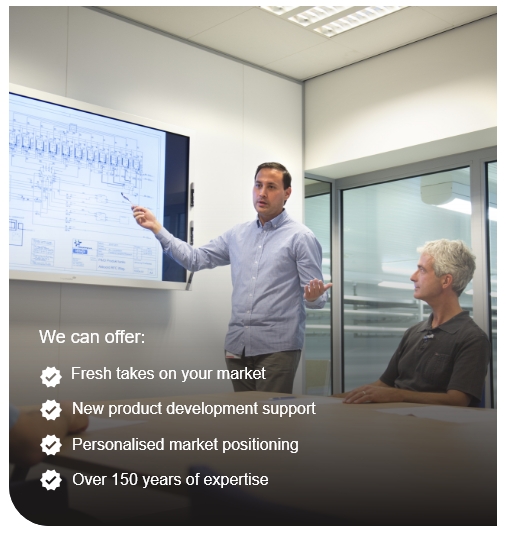 We can offer:
Fresh takes on your market
New product development support
Personalised market positioning
Over 150 years of expertise